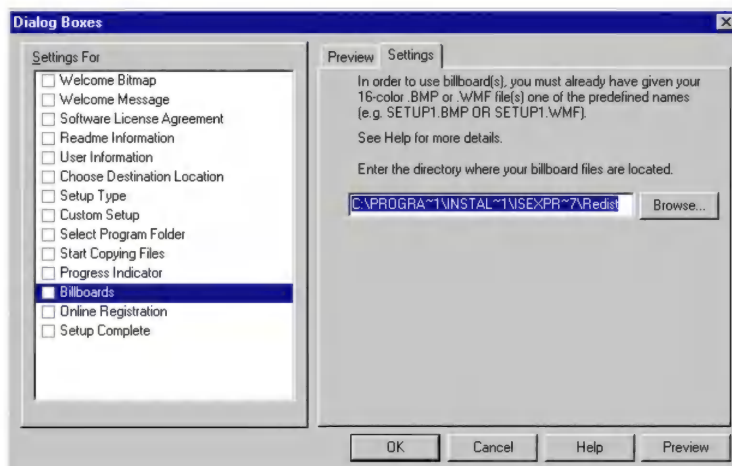 Dialog Boxes
Settings For
Welcome Bitmap
Welcome Message
Software License Agreement
Readme Information
User Information
Choose Destination Location
Setup Type
Custom Setup
Select Program Folder
Start Copying Files
Progress Indicator
Billboards
Online Registration
Setup Complete
Preview
Settings
In order to use billboard(s), you must already have given your
16-color .BMP or .WMF file(s) one of the predefined names
(e.g. SETUP1.BMP OR SETUP1.WMF).
See Help for more details.
Enter the directory where your billboard files are located.
C:\PROGRA~1\INSTAL~1\ISEXPR~7\Redist
Browse...
OK
Cancel
Help
Preview